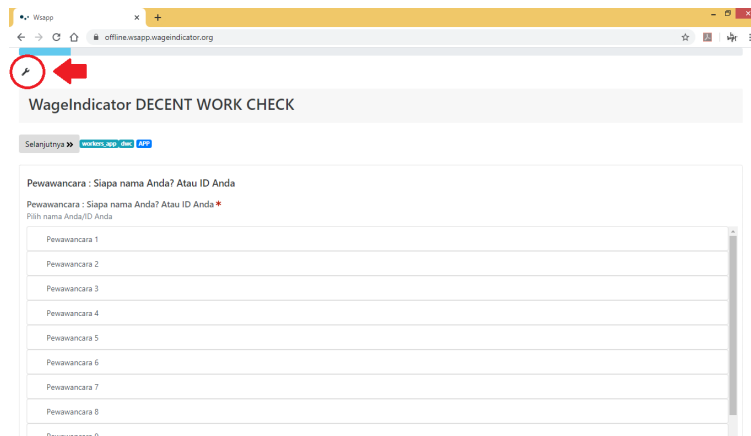 Wsapp
offline.wsapp.wageindicator.org
WageIndicator DECENT WORK CHECK
Selanjutnya workers_app dwc APP
Pewawancara : Siapa nama Anda? Atau ID Anda
Pewawancara : Siapa nama Anda? Atau ID Anda *
Pilih nama Anda/ID Anda
Pewawancara 1
Pewawancara 2
Pewawancara 3
Pewawancara 4
Pewawancara 5
Pewawancara 6
Pewawancara 7
Pewawancara 8
Pewawancara 9